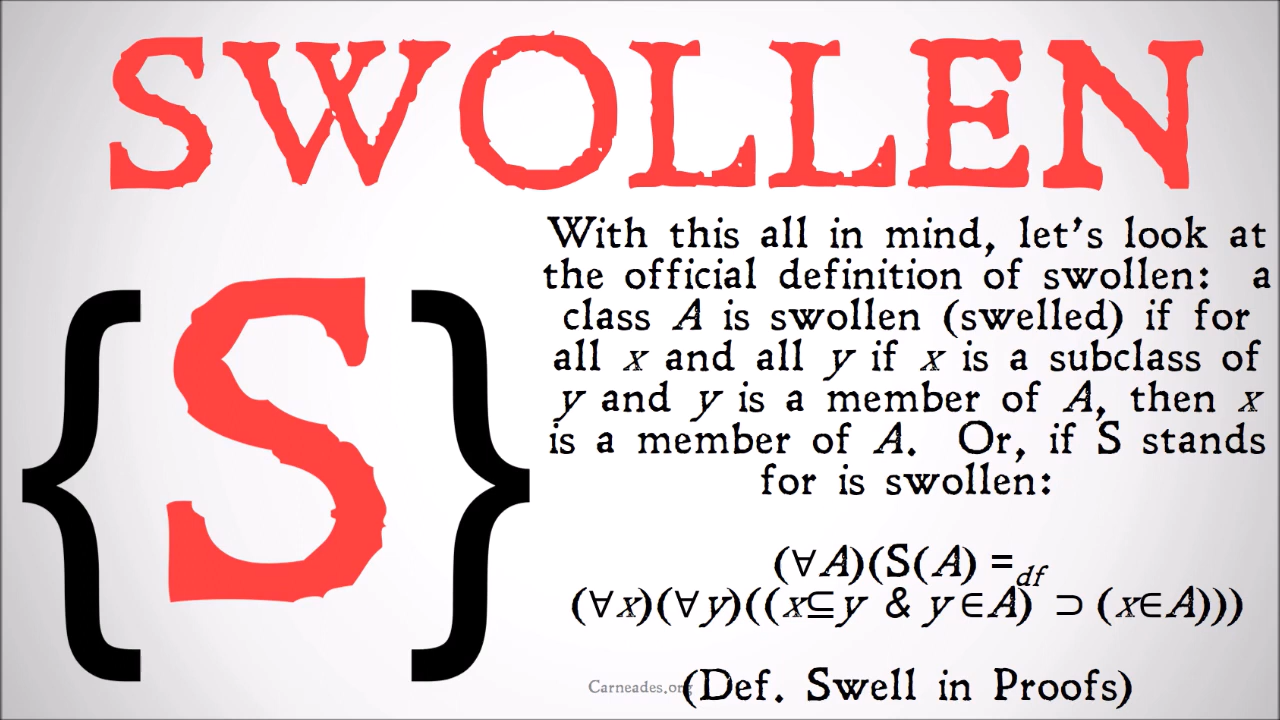 SWOLLEN
{S}
With this all in mind, let's look at
the official definition of swollen: a
class A is swollen (swelled) if for
all x and all y if x is a subclass of
y and y is a member of A, then x
is a member of A. Or, if S stands
for is swollen:
(∀A)(S(A) =df
(∀x)(∀y)((x⊆y & y∈A) ⊃ (x∈A)))
Carneades.org
(Def. Swell in Proofs)